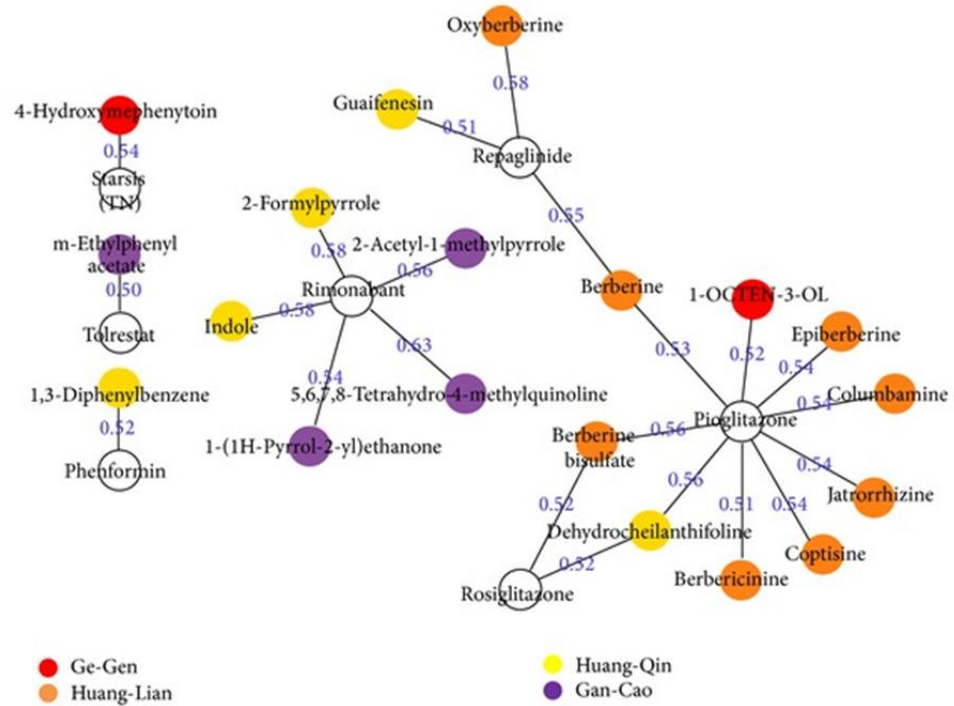 Oxyberberine
0.58
Guaifenesin
0.51
Repaglinide
4-Hydroxymephenytoin
0.54
Starsis
(TN)
0.55
2-Formylpyrrole
0.58
2-Acetyl-1-methylpyrrole
0.56
m-Ethylphenyl
acetate
0.50
Tolrestat
Rimonabant
0.58
Indole
0.63
0.54
5,6,7,8-Tetrahydro-4-methylquinoline
1-(1H-Pyrrol-2-yl)ethanone
1,3-Diphenylbenzene
0.52
Phenformin
Berberine
0.53
1-OCTEN-3-OL
0.52
Epiberberine
0.54
Columbamine
0.54
Pioglitazone
0.56
Berberine
bisulfate
0.54
Jatrorrhizine
0.56
0.51
0.54
0.52
Dehydrocheilanthifoline
0.52
Coptisine
Berbericinine
Rosiglitazone
Ge-Gen
Huang-Lian
Huang-Qin
Gan-Cao